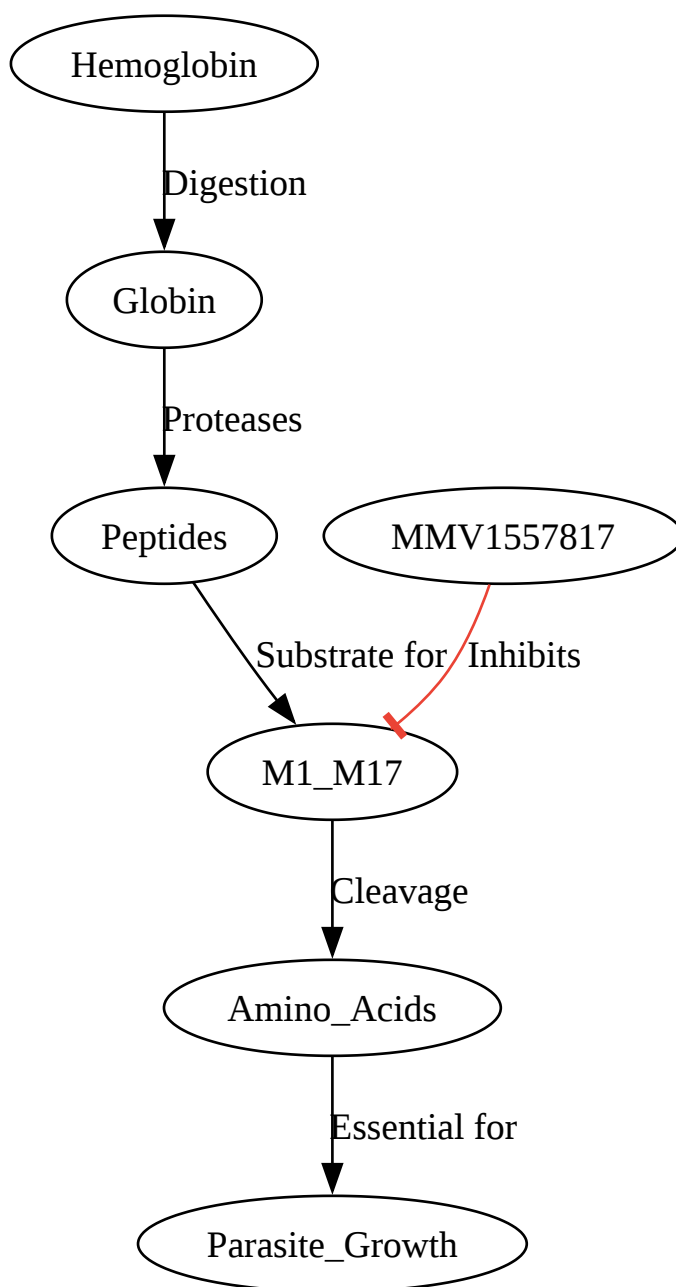 Hemoglobin
Digestion
Globin
Proteases
Peptides
MMV1557817
Substrate for
Inhibits
M1_M17
Cleavage
Amino_Acids
Essential for
Parasite_Growth